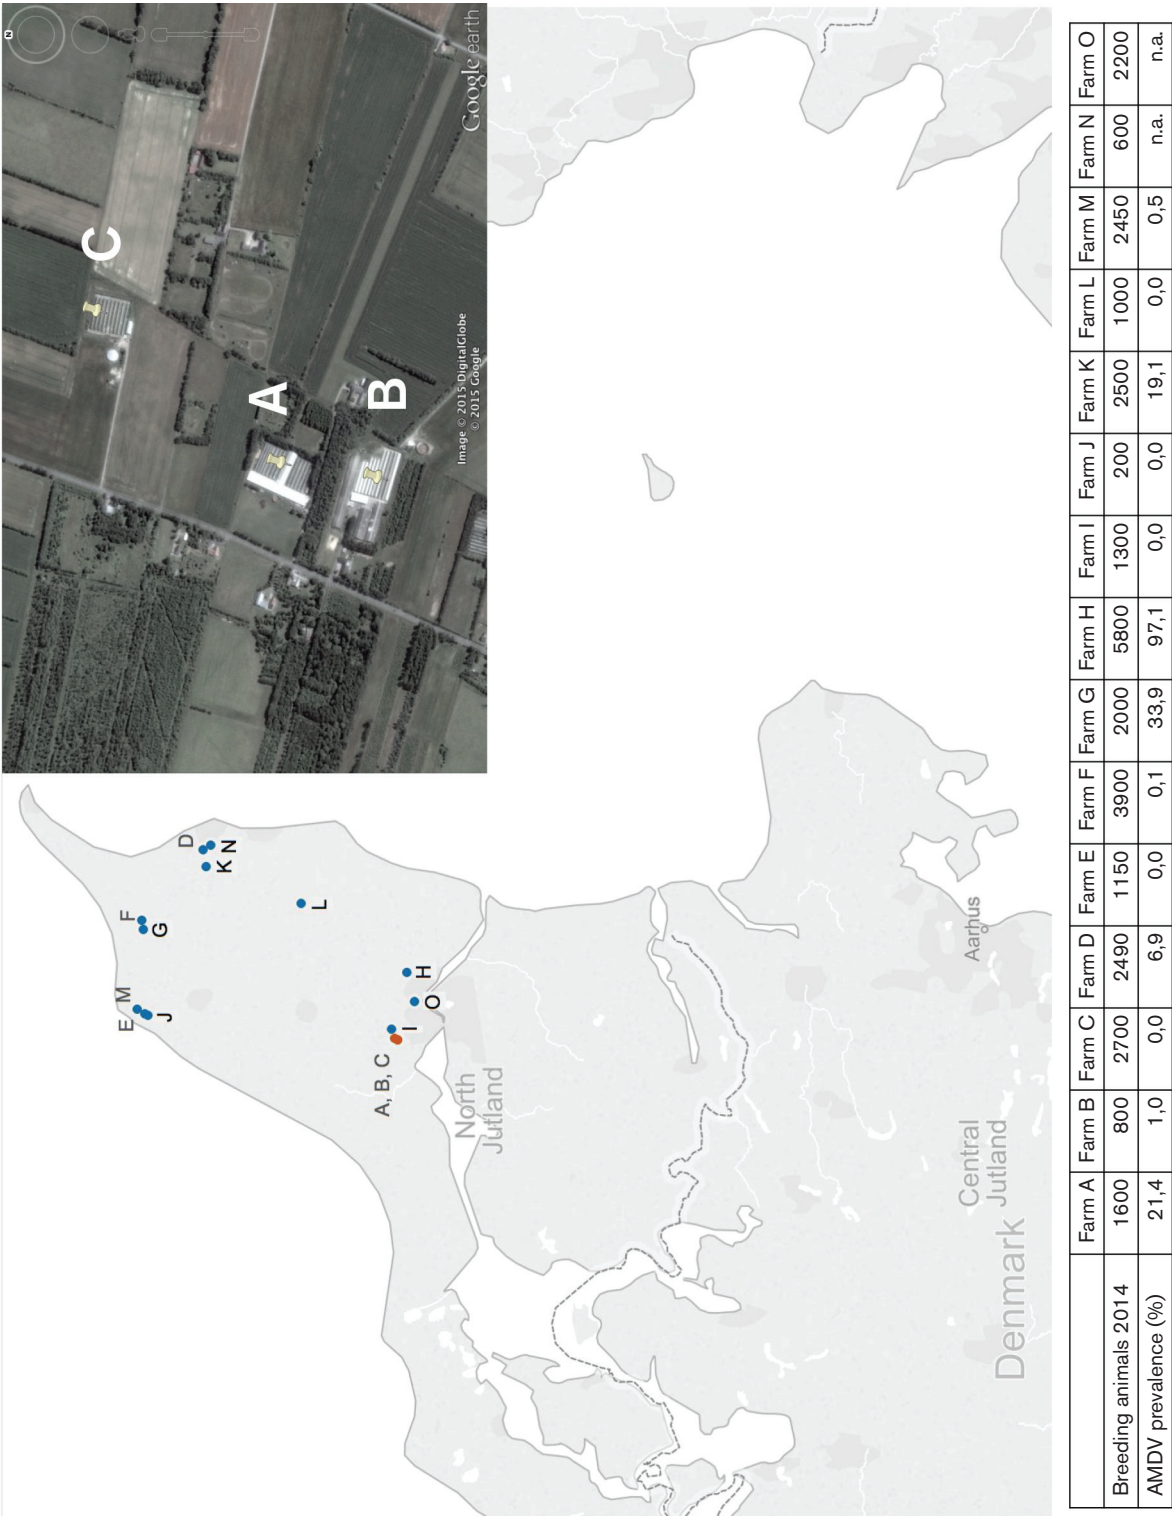 N
C
A
B
Google earth
Image © 2015 DigitalGlobe
© 2015 Google
E M
J
F
G
D
K N
L
H
O
I
A, B, C
North
Jutland
Aarhus
Central
Jutland
Denmark
Farm A Farm B Farm C Farm D Farm E Farm F Farm G Farm H Farm I Farm J Farm K Farm L Farm M Farm N Farm O
Breeding animals 2014 1600 800 2700 2490 1150 3900 2000 5800 1300 200 2500 1000 2450 600 2200
AMDV prevalence (%) 21,4 1,0 0,0 6,9 0,0 0,1 33,9 97,1 0,0 0,0 19,1 0,0 0,5 n.a. n.a.